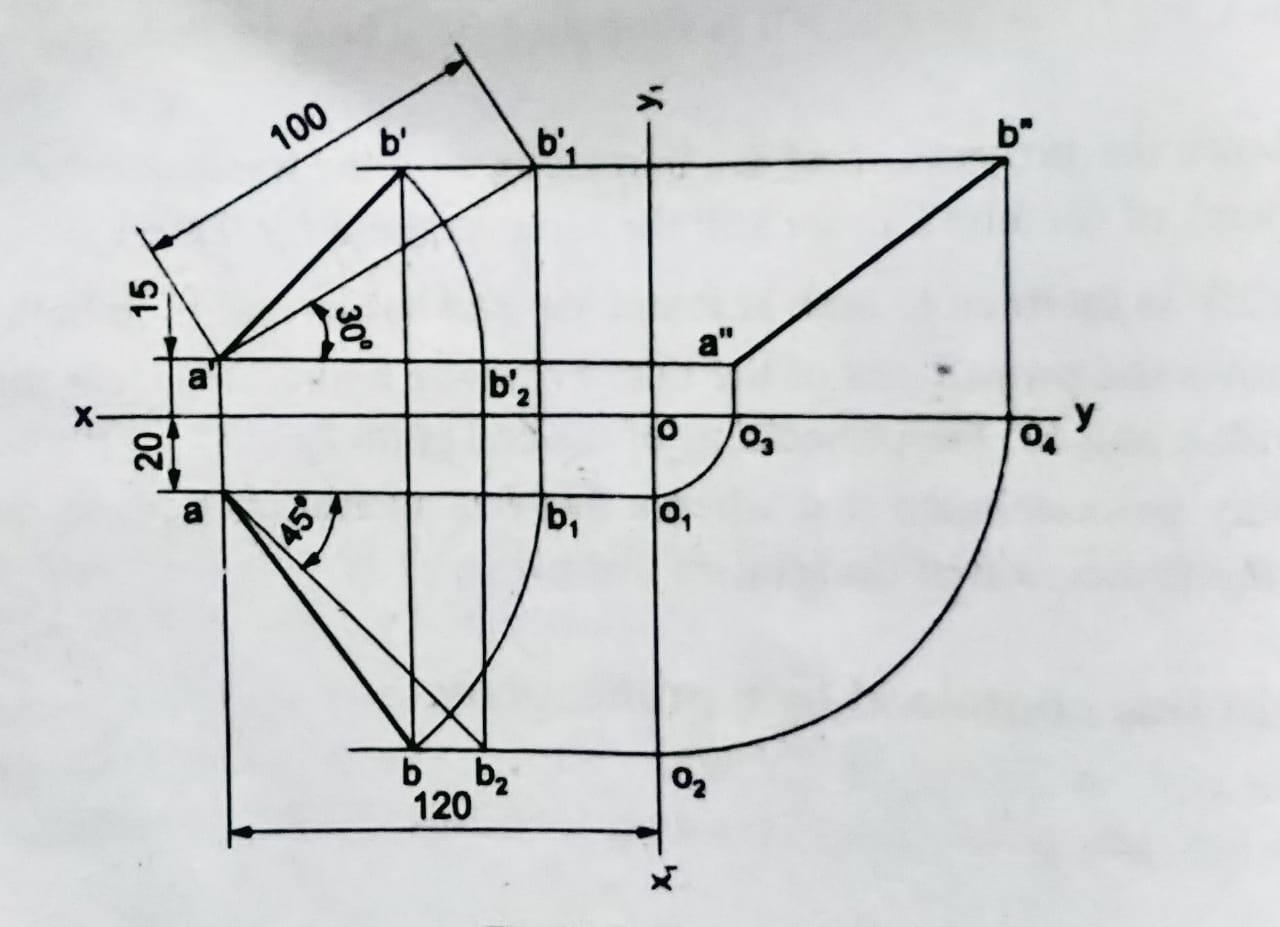 y₁
100
b'
b'₁
b"
15
30°
a"
a'
b'₂
x
o
o₃
o₄
y
20
a
45°
b₁
o₁
b
b₂
o₂
120
x₁